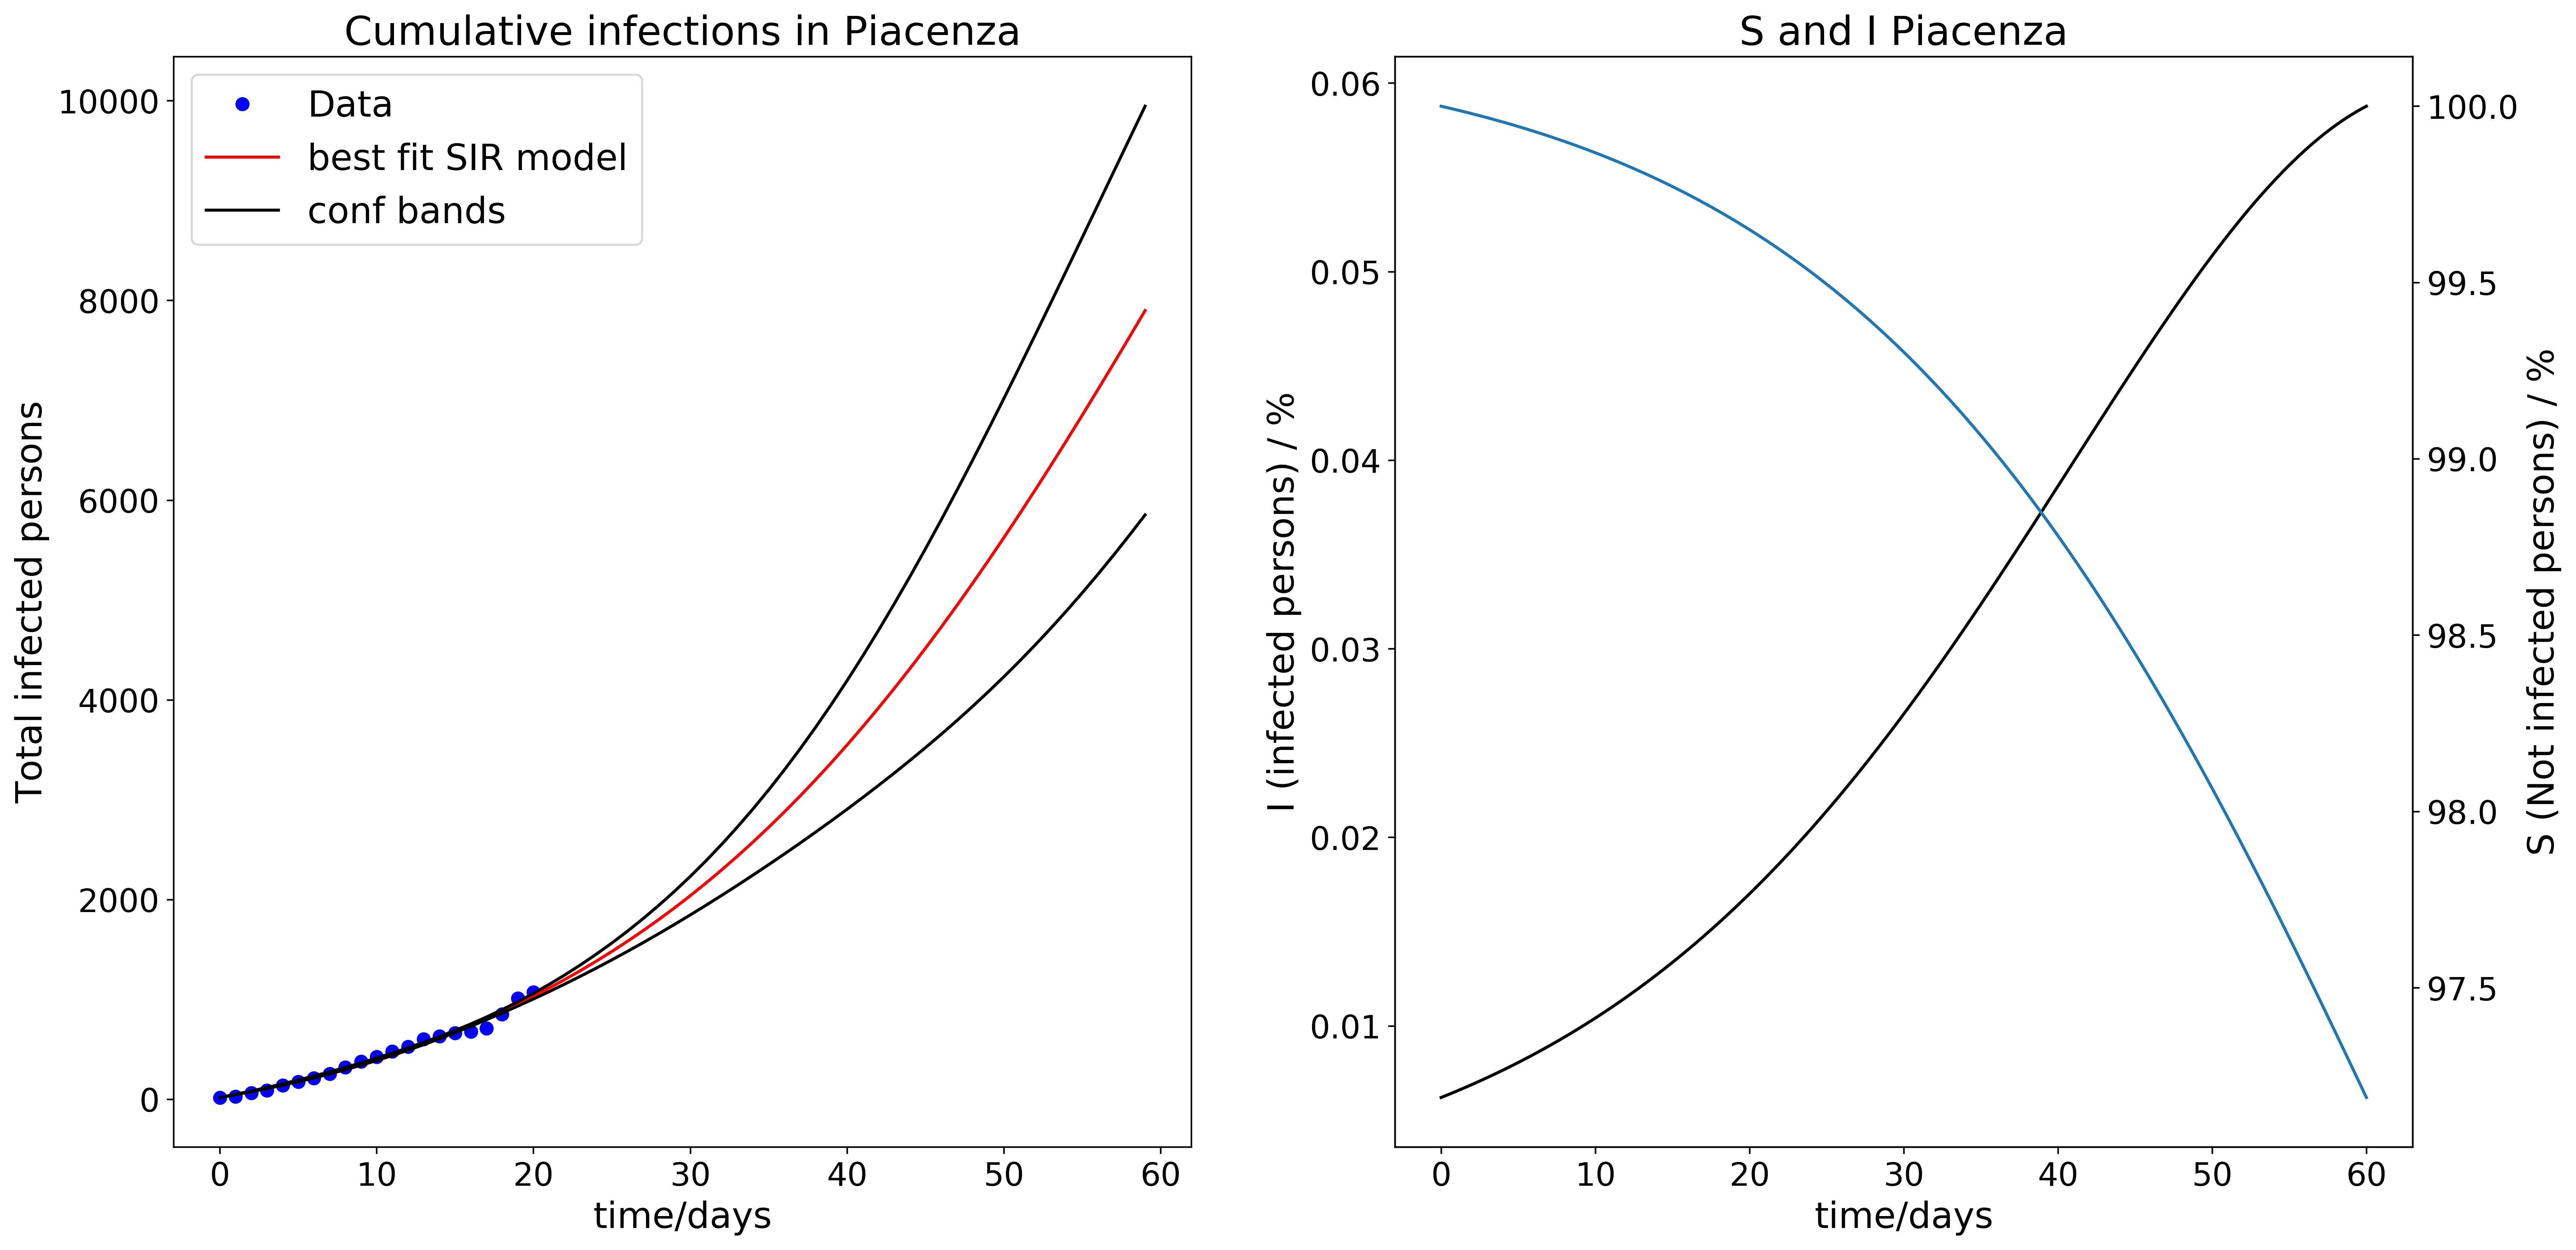 Cumulative infections in Piacenza
Data
best fit SIR model
conf bands
10000
8000
6000
4000
2000
0
Total infected persons
0 10 20 30 40 50 60
time/days
S and I Piacenza
0.06
0.05
0.04
0.03
0.02
0.01
I (infected persons) / %
100.0
99.5
99.0
98.5
98.0
97.5
S (Not infected persons) / %
0 10 20 30 40 50 60
time/days